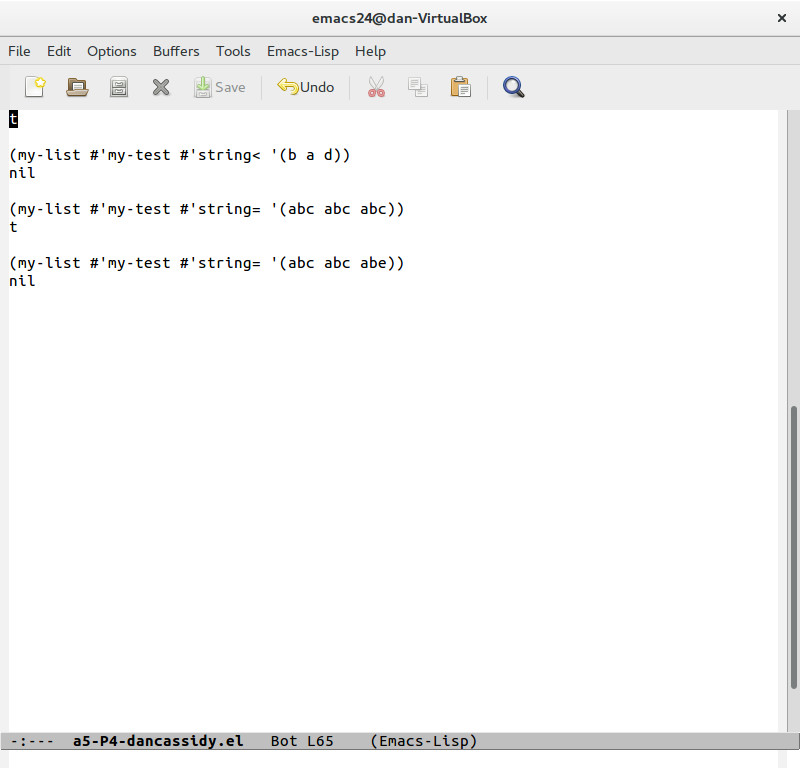 emacs24@dan-VirtualBox
File Edit Options Buffers Tools Emacs-Lisp Help
Save Undo
t
(my-list #'my-test #'string< '(b a d))
nil
(my-list #'my-test #'string= '(abc abc abc))
t
(my-list #'my-test #'string= '(abc abc abe))
nil
-:--- a5-P4-dancassidy.el Bot L65 (Emacs-Lisp)